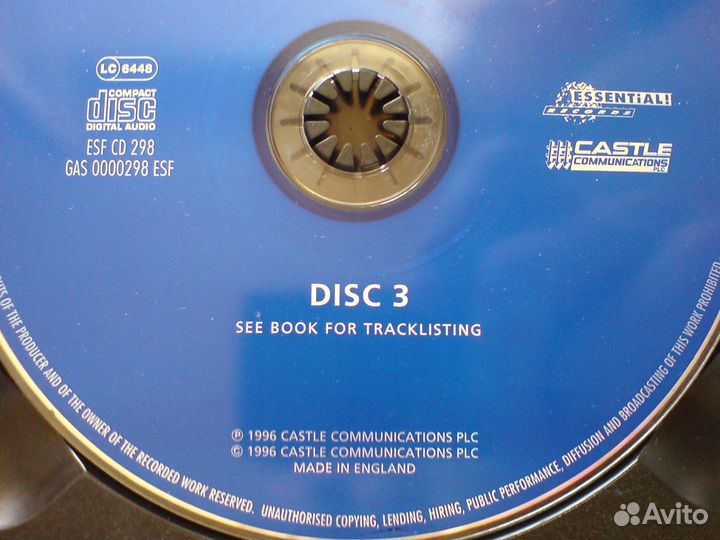 LC 6448
COMPACT
disc
DIGITAL AUDIO
ESF CD 298
GAS 0000298 ESF
ESSENTiAL!
RECORDS
CASTLE
COMMUNICATIONS
PLC
DISC 3
SEE BOOK FOR TRACKLISTING
℗ 1996 CASTLE COMMUNICATIONS PLC
© 1996 CASTLE COMMUNICATIONS PLC
MADE IN ENGLAND
OF THE PRODUCER AND OF THE OWNER OF THE RECORDED WORK RESERVED. UNAUTHORISED COPYING, LENDING, HIRING, PUBLIC PERFORMANCE, DIFFUSION AND BROADCASTING OF THIS WORK PROHIBITED
Avito